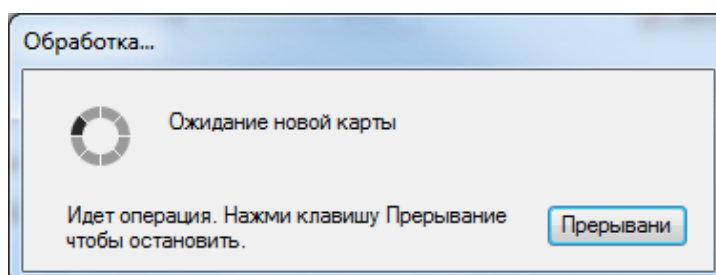 Обработка...
Ожидание новой карты
Идет операция. Нажми клавишу Прерывание
чтобы остановить.
Прерывани